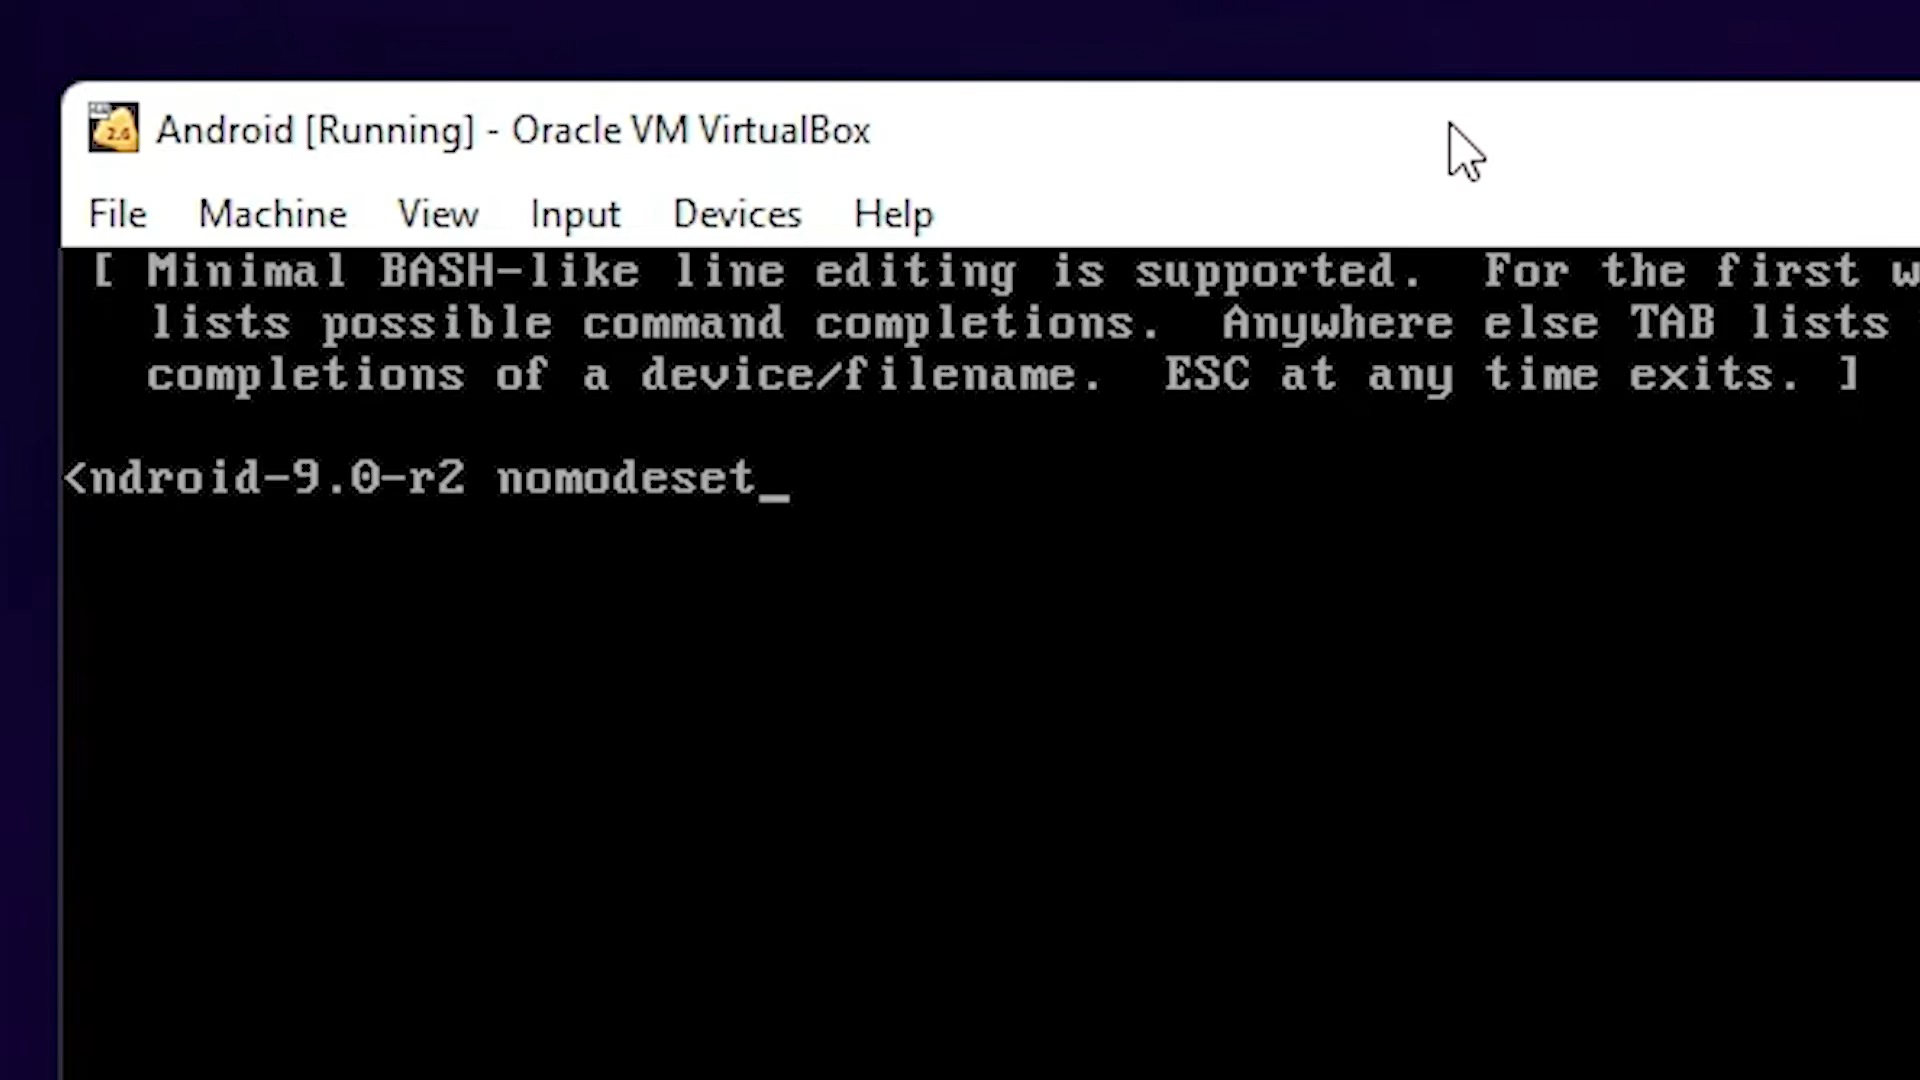 Android [Running] - Oracle VM VirtualBox
File Machine View Input Devices Help
[ Minimal BASH-like line editing is supported. For the first w
lists possible command completions. Anywhere else TAB lists
completions of a device/filename. ESC at any time exits. ]
<ndroid-9.0-r2 nomodeset_